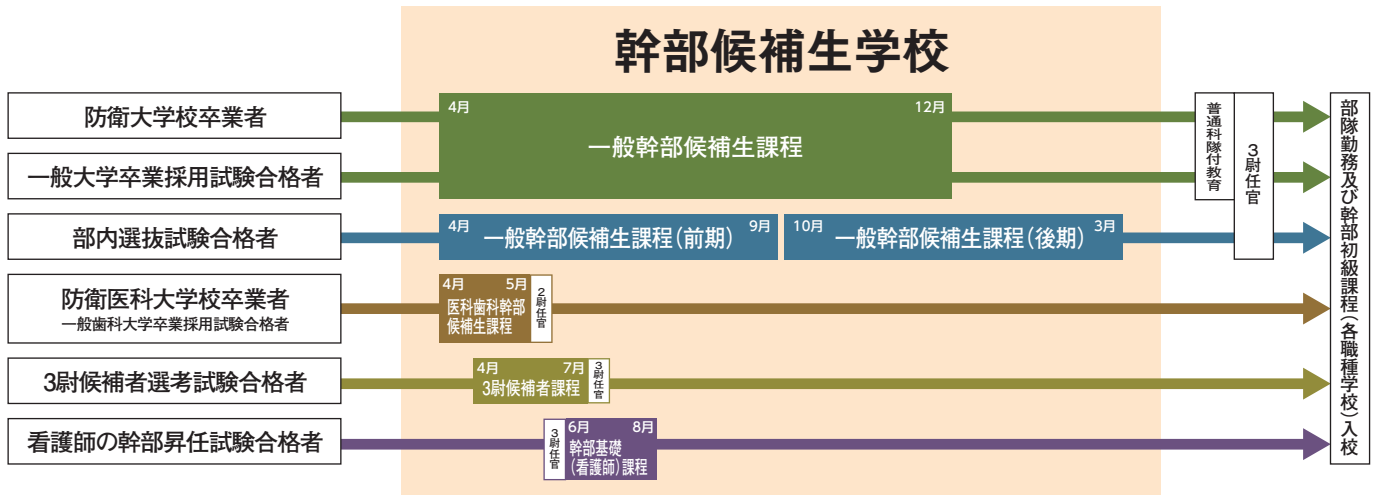 幹部候補生学校
防衛大学校卒業者
一般大学卒業採用試験合格者
4月
12月
一般幹部候補生課程
普通科隊付教育
3尉任官
部内選抜試験合格者
4月
一般幹部候補生課程(前期)
9月
10月
一般幹部候補生課程(後期)
3月
防衛医科大学校卒業者
一般歯科大学卒業採用試験合格者
4月
5月
医科歯科幹部
候補生課程
2尉任官
3尉候補者選考試験合格者
4月
7月
3尉候補者課程
3尉任官
看護師の幹部昇任試験合格者
3尉任官
6月
8月
幹部基礎
(看護師)課程
部隊勤務及び幹部初級課程(各職種学校)入校